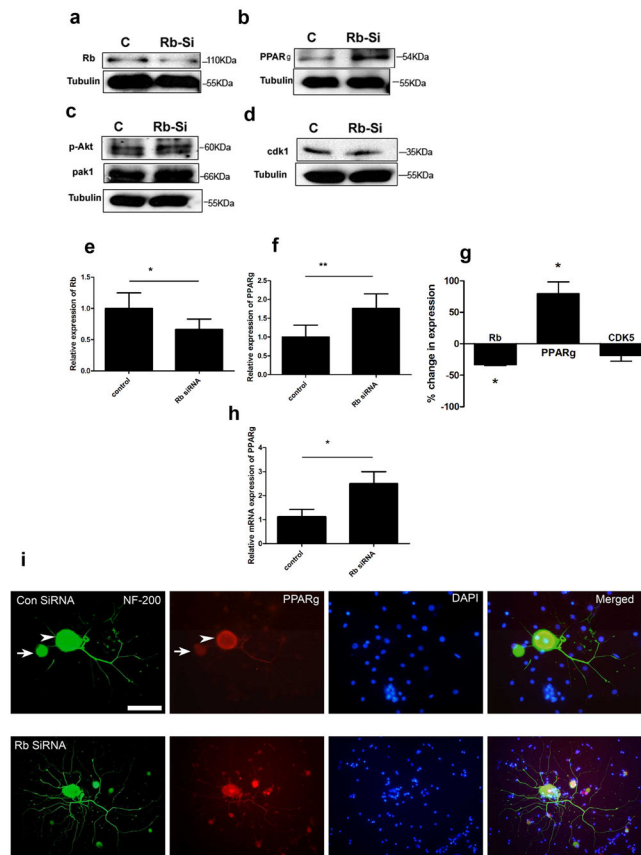 a
C Rb-Si
Rb –110KDa
Tubulin –55KDa
b
C Rb-Si
PPARg –54KDa
Tubulin –55KDa
c
C Rb-Si
p-Akt –60KDa
pak1 –66KDa
Tubulin –55KDa
d
C Rb-Si
cdk1 –35KDa
Tubulin –55KDa
e
Relative expression of Rb
1.5
1.0
0.5
0.0
*
control
Rb siRNA
f
Relative expression of PPARg
2.5
2.0
1.5
1.0
0.5
0.0
**
control
Rb siRNA
g
% change in expression
100
50
0
-50
-100
Rb
*
PPARg
*
CDK5
h
Relative mRNA expression of PPARg
4
3
2
1
0
*
control
Rb siRNA
i
Con SiRNA NF-200 PPARg DAPI Merged
Rb SiRNA